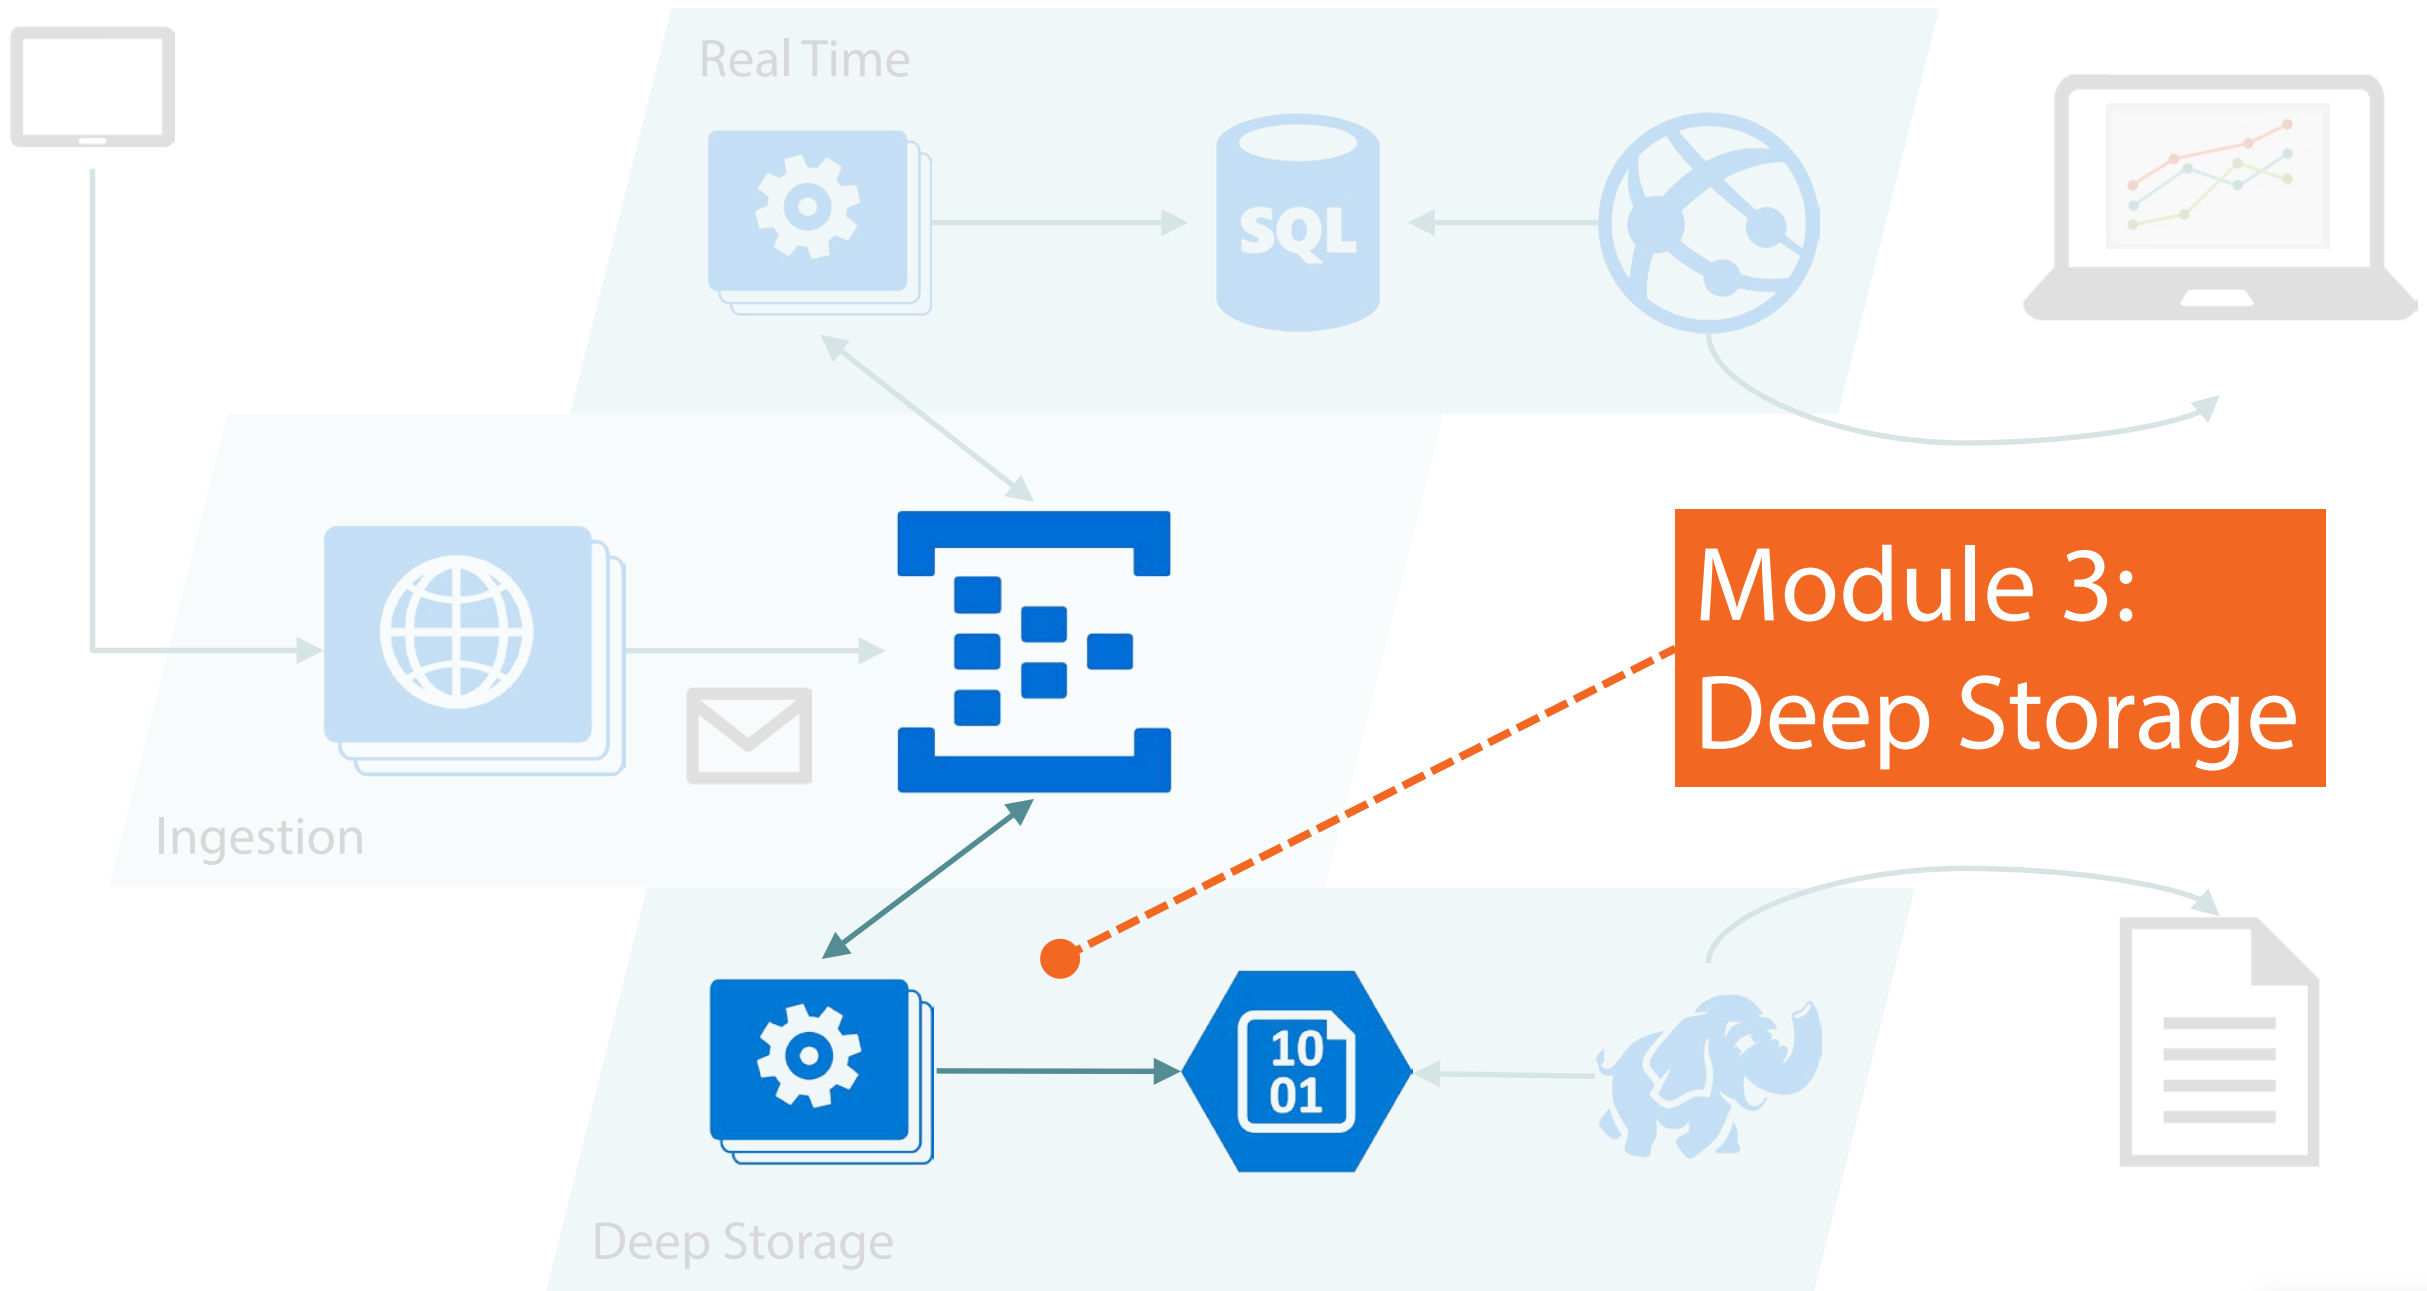 Real Time
SQL
Module 3:
Deep Storage
Ingestion
10
01
Deep Storage